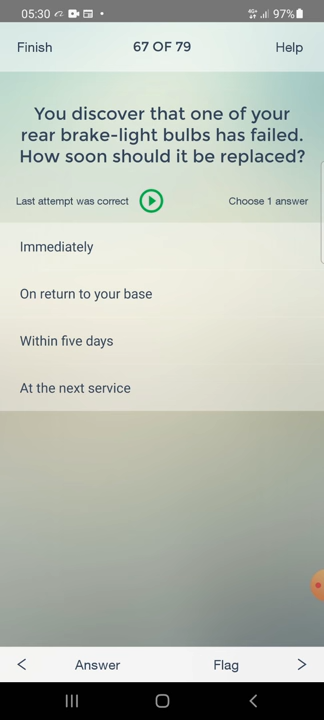 05:30 97%
Finish 67 OF 79 Help
You discover that one of your
rear brake-light bulbs has failed.
How soon should it be replaced?
Last attempt was correct Choose 1 answer
Immediately
On return to your base
Within five days
At the next service
< Answer Flag >